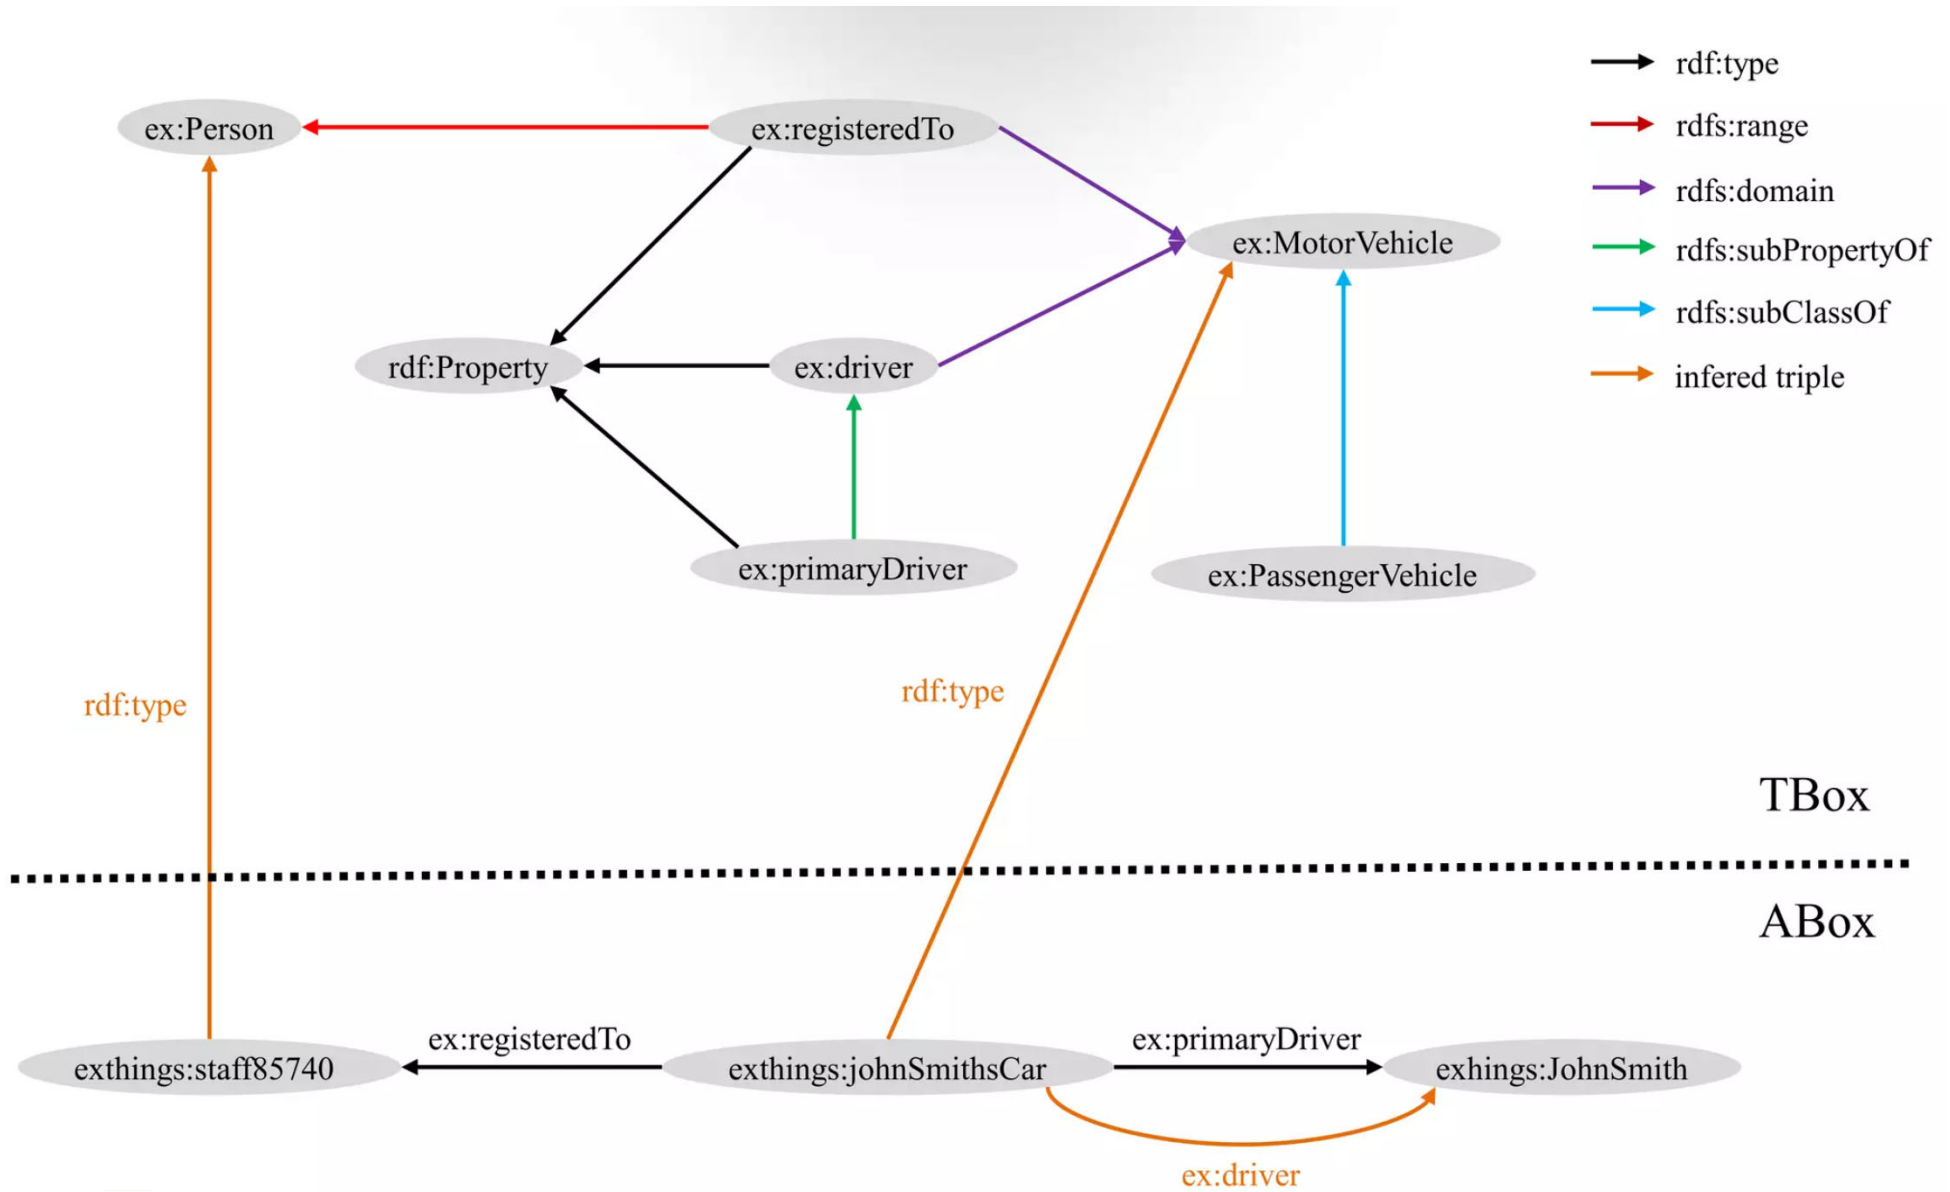 rdf:type
rdfs:range
rdfs:domain
rdfs:subPropertyOf
rdfs:subClassOf
infered triple
ex:Person
ex:registeredTo
ex:MotorVehicle
rdf:Property
ex:driver
ex:primaryDriver
ex:PassengerVehicle
rdf:type
rdf:type
TBox
ABox
exthings:staff85740
ex:registeredTo
exthings:johnSmithsCar
ex:primaryDriver
exhings:JohnSmith
ex:driver